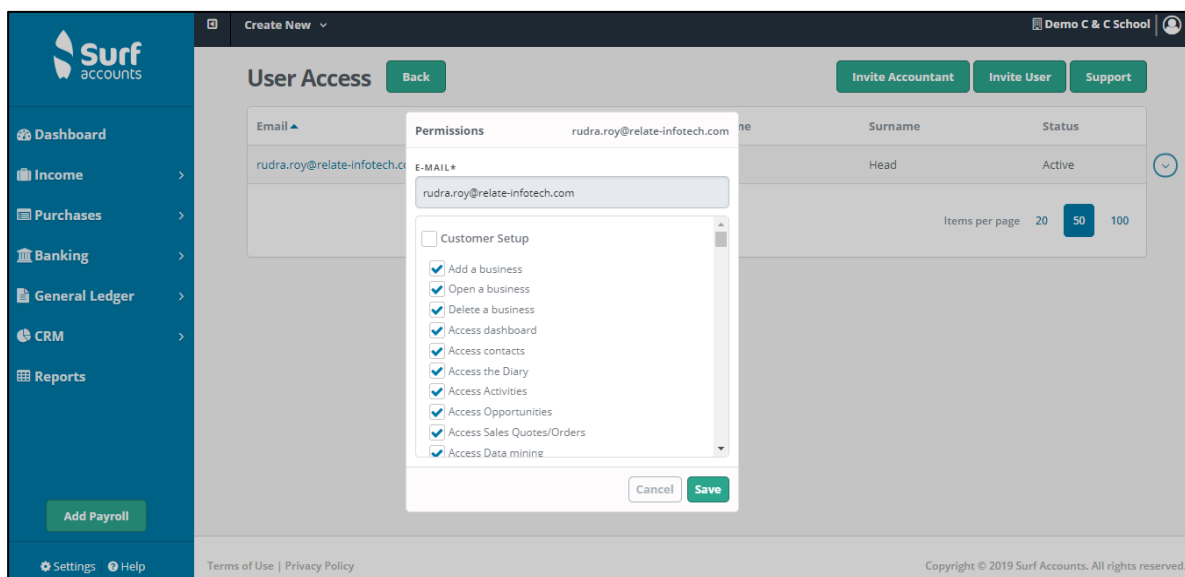 Surf
accounts
Create New
Demo C & C School
User Access
Back
Invite Accountant
Invite User
Support
Dashboard
Income
Purchases
Banking
General Ledger
CRM
Reports
Add Payroll
Settings
Help
Email
me
Surname
Status
rudra.roy@relate-infotech.co
Head
Active
Items per page 20 50 100
Permissions
rudra.roy@relate-infotech.com
E-MAIL*
rudra.roy@relate-infotech.com
Customer Setup
Add a business
Open a business
Delete a business
Access dashboard
Access contacts
Access the Diary
Access Activities
Access Opportunities
Access Sales Quotes/Orders
Access Data mining
Cancel
Save
Terms of Use | Privacy Policy
Copyright © 2019 Surf Accounts. All rights reserved.